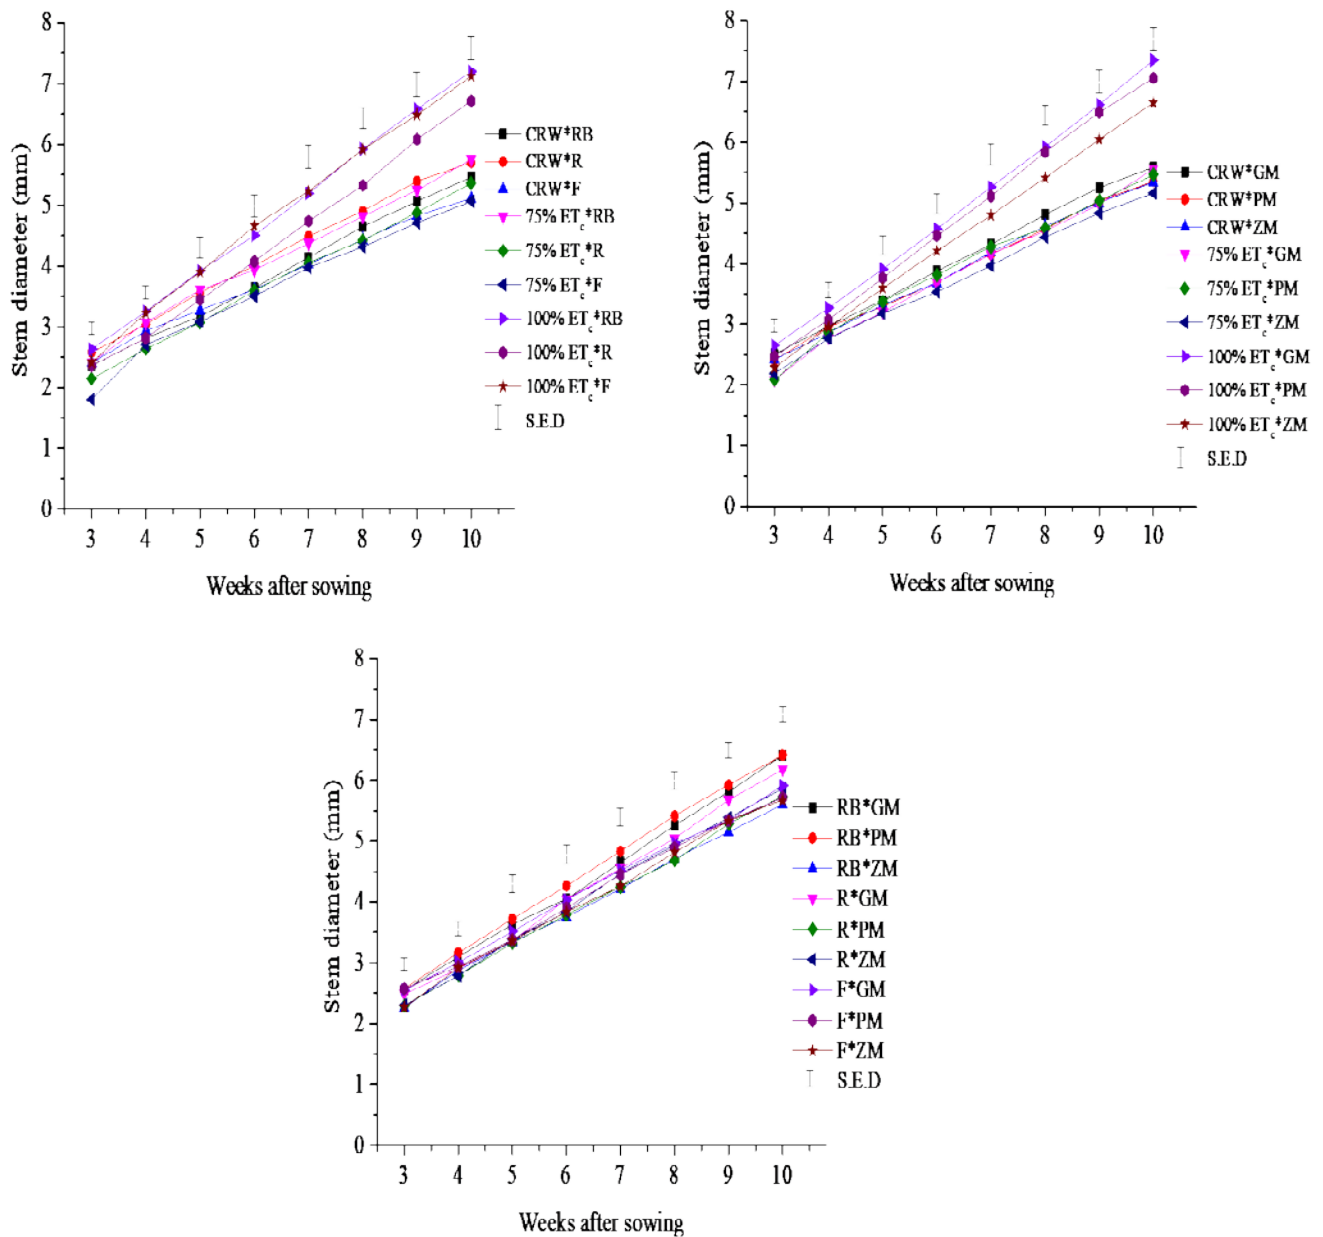 8
7
6
5
4
3
2
1
0
Stem diameter (mm)
3 4 5 6 7 8 9 10
Weeks after sowing
CRW*RB
CRW*R
CRW*F
75% ETc*RB
75% ETc*R
75% ETc*F
100% ETc*RB
100% ETc*R
100% ETc*F
S.E.D
8
7
6
5
4
3
2
1
0
Stem diameter (mm)
3 4 5 6 7 8 9 10
Weeks after sowing
CRW*GM
CRW*PM
CRW*ZM
75% ETc*GM
75% ETc*PM
75% ETc*ZM
100% ETc*GM
100% ETc*PM
100% ETc*ZM
S.E.D
8
7
6
5
4
3
2
1
0
Stem diameter (mm)
3 4 5 6 7 8 9 10
Weeks after sowing
RB*GM
RB*PM
RB*ZM
R*GM
R*PM
R*ZM
F*GM
F*PM
F*ZM
S.E.D